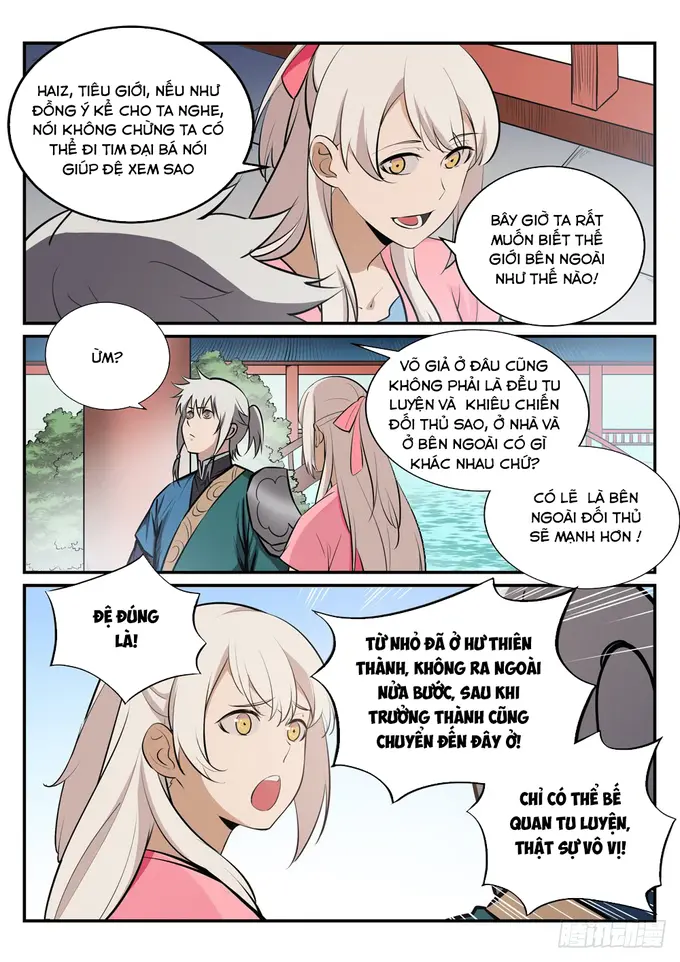 HAIZ, TIÊU GIỚI, NẾU NHƯ
ĐỒNG Ý KỂ CHO TA NGHE,
NÓI KHÔNG CHỪNG TA CÓ
THỂ ĐI TIM ĐẠI BÁ NÓI
GIÚP ĐỆ XEM SAO
BÂY GIỜ TA RẤT
MUỐN BIẾT THẾ
GIỚI BÊN NGOÀI
NHƯ THẾ NÀO!
ỪM?
VÕ GIẢ Ở ĐÂU CŨNG
KHÔNG PHẢI LÀ ĐỀU TU
LUYỆN VÀ KHIÊU CHIẾN
ĐỐI THỦ SAO, Ở NHÀ VÀ
Ở BÊN NGOÀI CÓ GÌ
KHÁC NHAU CHỨ?
CÓ LẼ LÀ BÊN
NGOÀI ĐỐI THỦ
SẼ MẠNH HƠN !
ĐỆ ĐÚNG
LÀ!
TỪ NHỎ ĐÃ Ở HƯ THIÊN
THÀNH, KHÔNG RA NGOÀI
NỬA BƯỚC, SAU KHI
TRƯỞNG THÀNH CŨNG
CHUYỂN ĐẾN ĐÂY Ở!
CHỈ CÓ THỂ BẾ
QUAN TU LUYỆN,
THẬT SỰ VÔ VỊ!